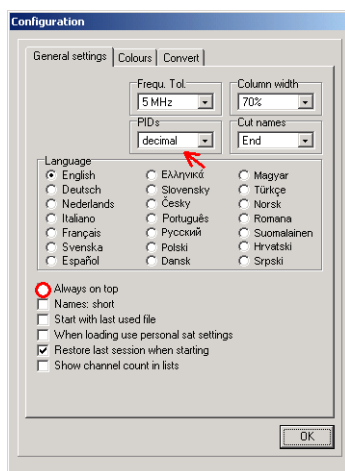 Configuration
General settings
Colours
Convert
Frequ. Tol.
Column width
5 MHz
70%
PIDs
Cut names
decimal
End
Language
English
Ελληνικά
Magyar
Deutsch
Slovensky
Türkçe
Nederlands
Česky
Norsk
Italiano
Português
Romana
Français
Русский
Suomalainen
Svenska
Polski
Hrvatski
Español
Dansk
Srpski
Always on top
Names: short
Start with last used file
When loading use personal sat settings
Restore last session when starting
Show channel count in lists
OK